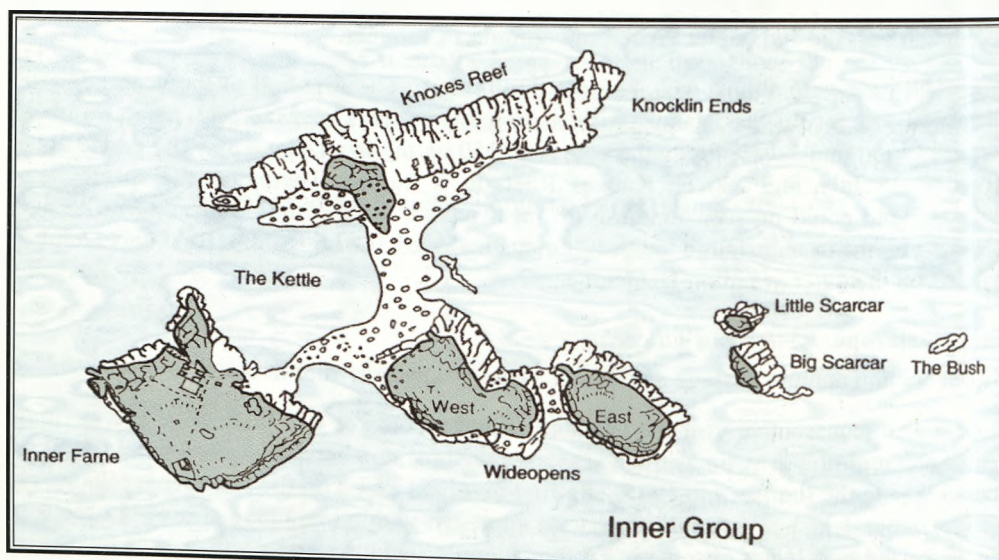 Knoxes Reef
Knocklin Ends
The Kettle
Little Scarcar
Big Scarcar
The Bush
West
East
Inner Farne
Wideopens
Inner Group